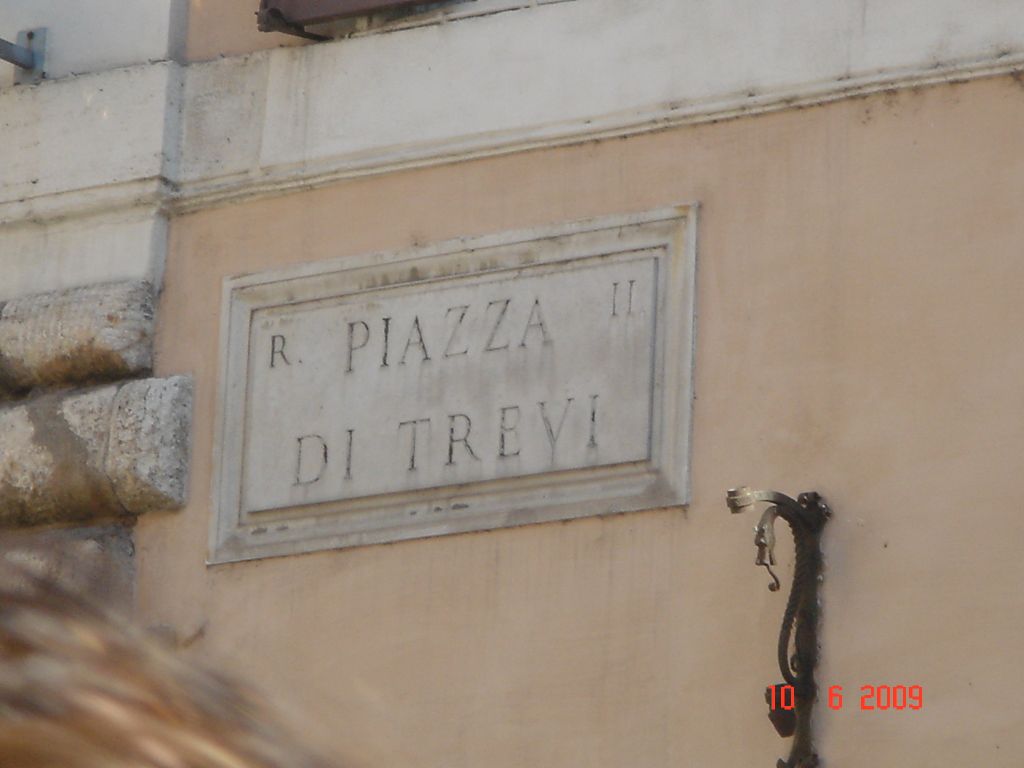 R. PIAZZA II.
DI TREVI
10 6 2009